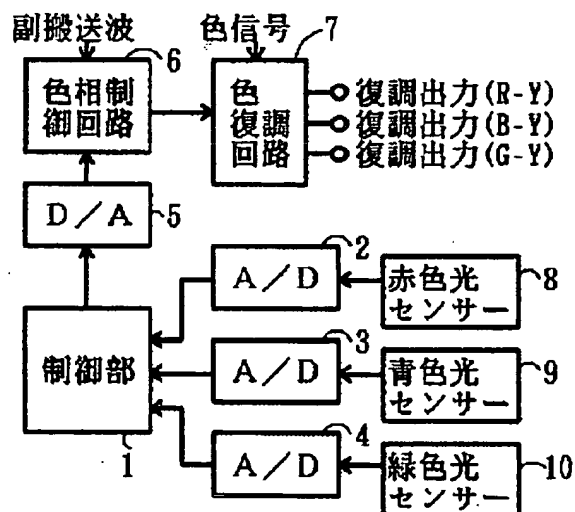 副搬送波
色信号
6
7
色相制
御回路
色
復調
回路
復調出力(R-Y)
復調出力(B-Y)
復調出力(G-Y)
D/A
5
2
A/D
赤色光
センサー
8
制御部
1
3
A/D
青色光
センサー
9
4
A/D
緑色光
センサー
10